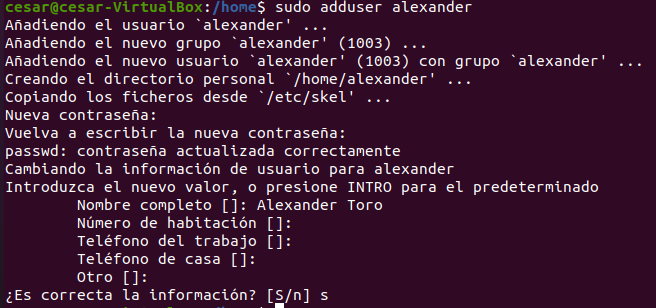 cesar@cesar-VirtualBox:/home$ sudo adduser alexander
Añadiendo el usuario `alexander' ...
Añadiendo el nuevo grupo `alexander' (1003) ...
Añadiendo el nuevo usuario `alexander' (1003) con grupo `alexander' ...
Creando el directorio personal `/home/alexander' ...
Copiando los ficheros desde `/etc/skel' ...
Nueva contraseña:
Vuelva a escribir la nueva contraseña:
passwd: contraseña actualizada correctamente
Cambiando la información de usuario para alexander
Introduzca el nuevo valor, o presione INTRO para el predeterminado
Nombre completo []: Alexander Toro
Número de habitación []:
Teléfono del trabajo []:
Teléfono de casa []:
Otro []:
¿Es correcta la información? [S/n] s